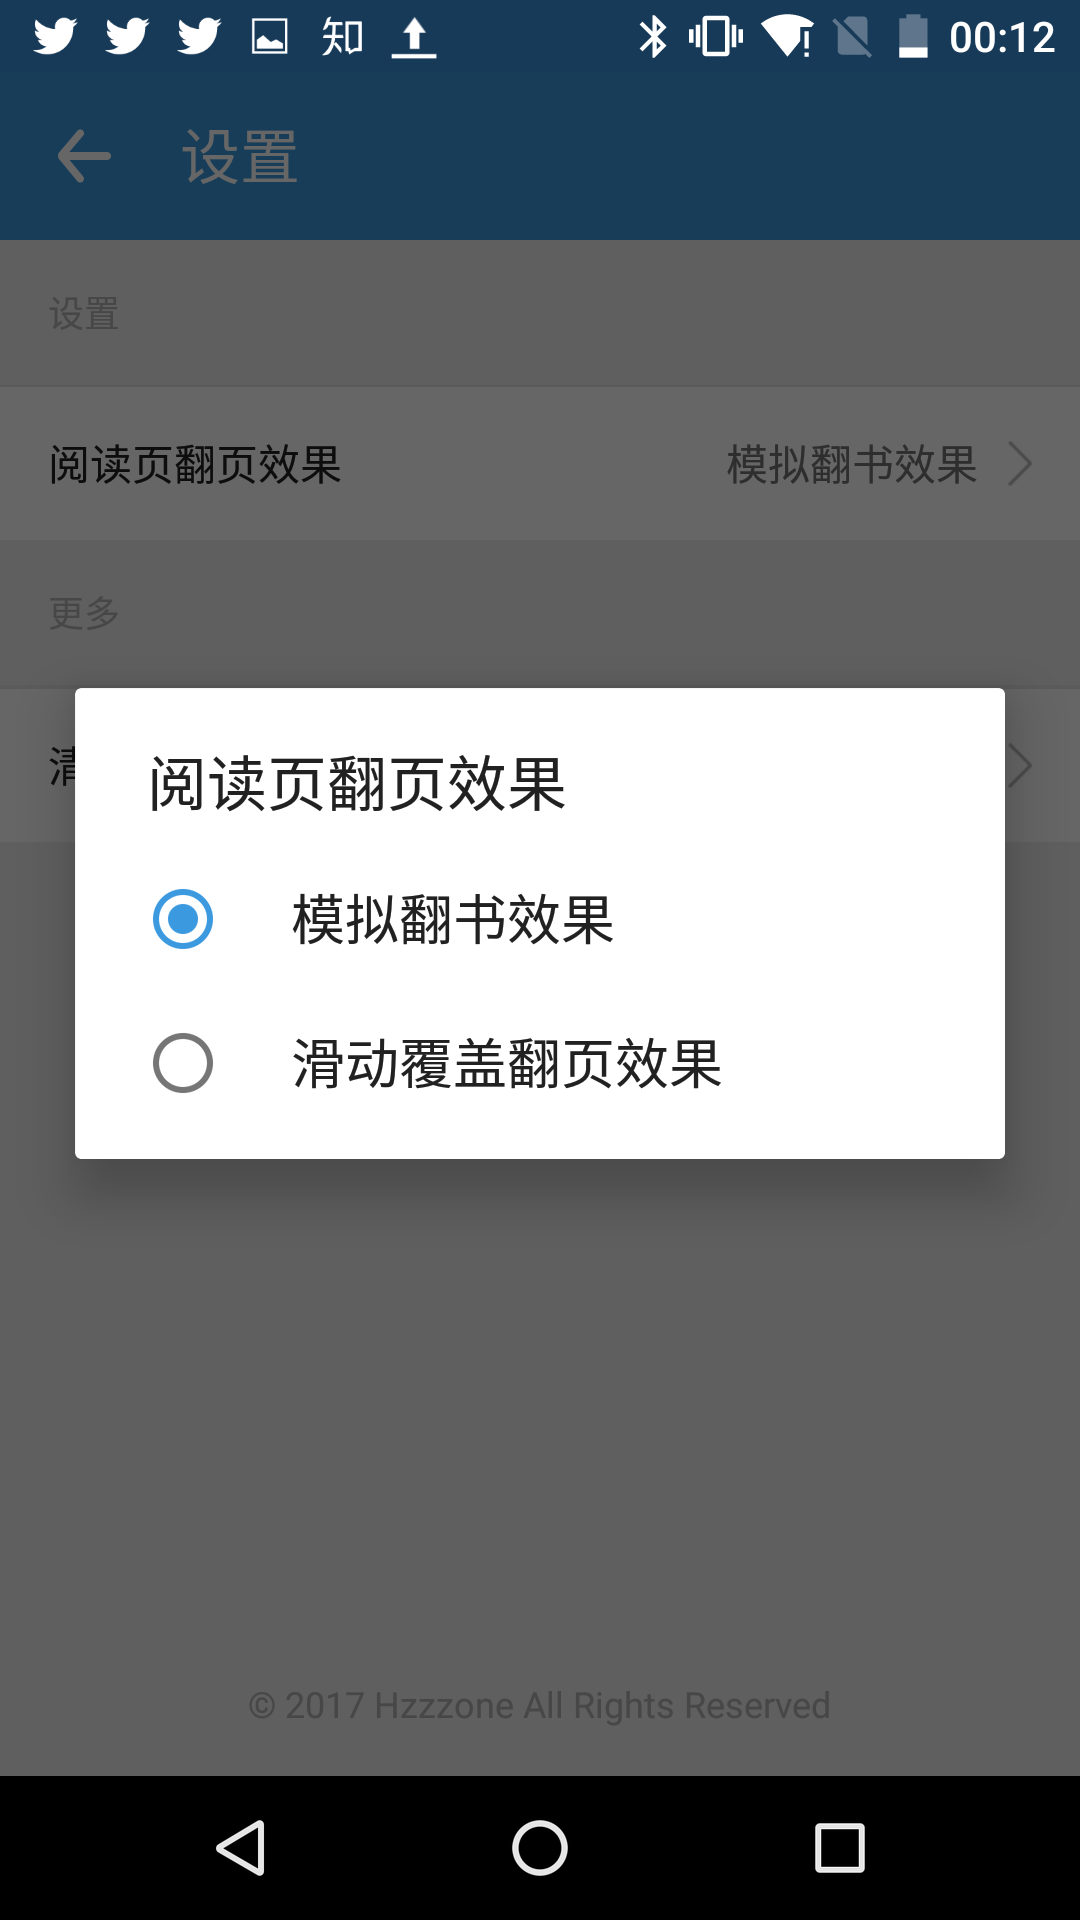 知
00:12
设置
设置
阅读页翻页效果 模拟翻书效果
更多
清
阅读页翻页效果
模拟翻书效果
滑动覆盖翻页效果
© 2017 Hzzzone All Rights Reserved